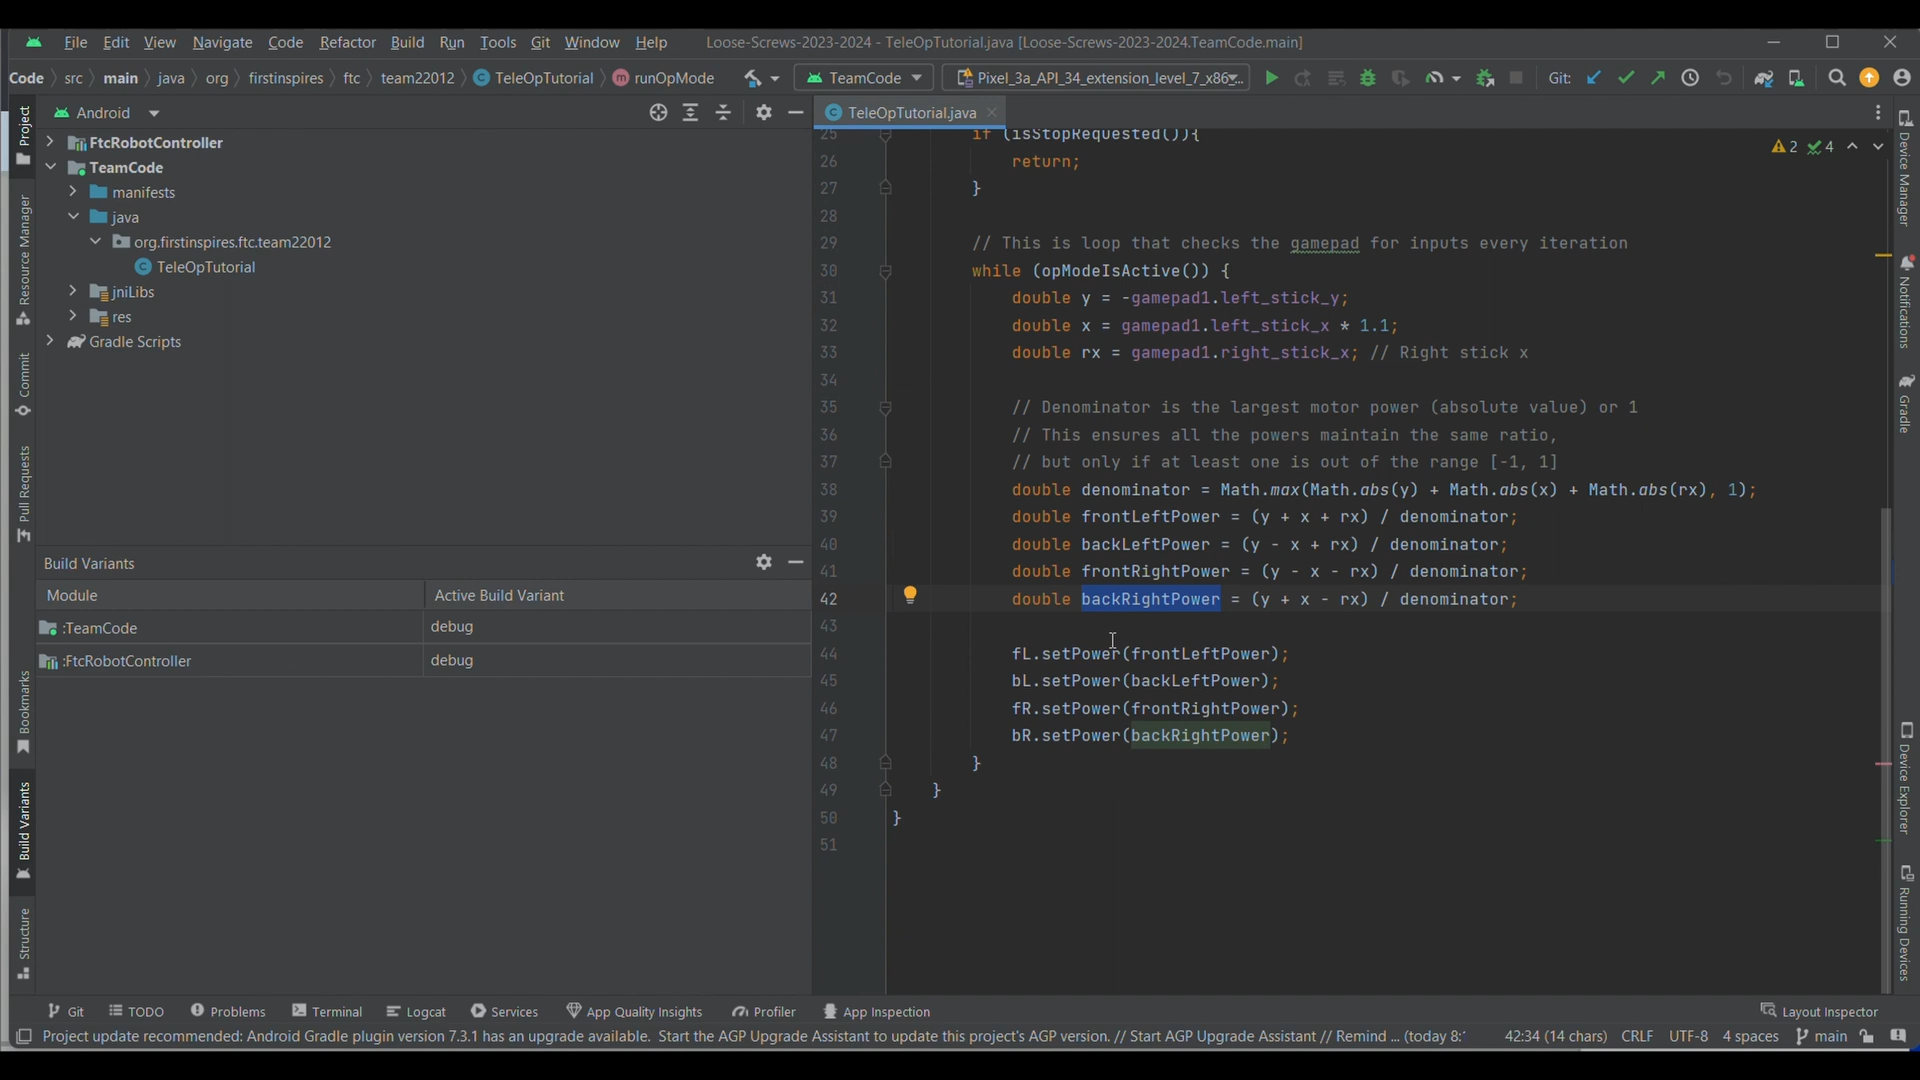 File Edit View Navigate Code Refactor Build Run Tools Git Window Help Loose-Screws-2023-2024 - TeleOpTutorial.java [Loose-Screws-2023-2024.TeamCode.main]
Code src main java org firstinspires ftc team22012 TeleOpTutorial runOpMode TeamCode Pixel_3a_API_34_extension_level_7_x86_... Git:
Project
Resource Manager
Commit
Pull Requests
Bookmarks
Build Variants
Structure
Android
FtcRobotController
TeamCode
manifests
java
org.firstinspires.ftc.team22012
TeleOpTutorial
jniLibs
res
Gradle Scripts
Build Variants
Module Active Build Variant
:TeamCode debug
:FtcRobotController debug
TeleOpTutorial.java
2 4
25 if (isStopRequested()){
26 return;
27 }
28
29 // This is loop that checks the gamepad for inputs every iteration
30 while (opModeIsActive()) {
31 double y = -gamepad1.left_stick_y;
32 double x = gamepad1.left_stick_x * 1.1;
33 double rx = gamepad1.right_stick_x; // Right stick x
34
35 // Denominator is the largest motor power (absolute value) or 1
36 // This ensures all the powers maintain the same ratio,
37 // but only if at least one is out of the range [-1, 1]
38 double denominator = Math.max(Math.abs(y) + Math.abs(x) + Math.abs(rx), 1);
39 double frontLeftPower = (y + x + rx) / denominator;
40 double backLeftPower = (y - x + rx) / denominator;
41 double frontRightPower = (y - x - rx) / denominator;
42 double backRightPower = (y + x - rx) / denominator;
43
44 fL.setPower(frontLeftPower);
45 bL.setPower(backLeftPower);
46 fR.setPower(frontRightPower);
47 bR.setPower(backRightPower);
48 }
49 }
50 }
51
Device Manager
Notifications
Gradle
Device Explorer
Running Devices
Git TODO Problems Terminal Logcat Services App Quality Insights Profiler App Inspection Layout Inspector
Project update recommended: Android Gradle plugin version 7.3.1 has an upgrade available. Start the AGP Upgrade Assistant to update this project's AGP version. // Start AGP Upgrade Assistant // Remind ... (today 8: 42:34 (14 chars) CRLF UTF-8 4 spaces main